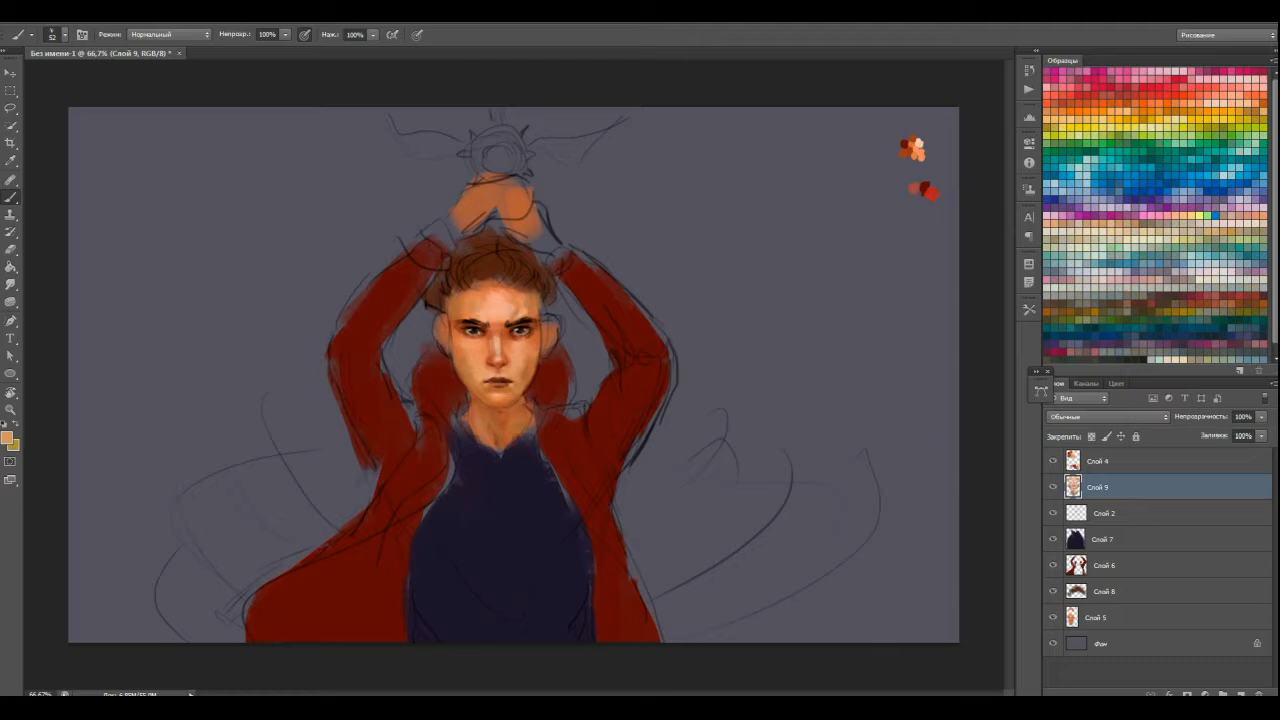 52 Режим: Нормальный Непрозр.: 100% Наж.: 100% Рисование
Без имени-1 @ 66,7% (Слой 9, RGB/8) * ×
Образцы
Каналы Цвет
Вид
Обычные Непрозрачность: 100%
Закрепить: Заливка: 100%
Слой 4
Слой 9
Слой 2
Слой 7
Слой 6
Слой 8
Слой 5
Фон
66,67%